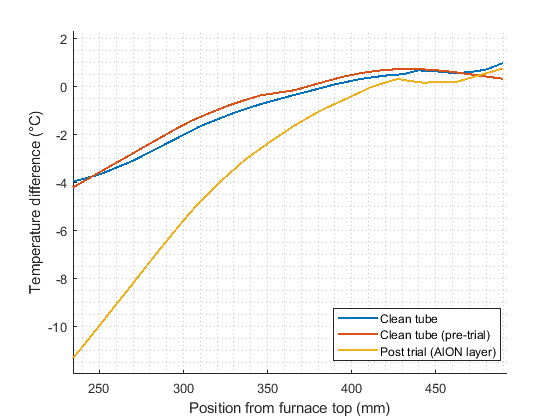 2
0
-2
-4
-6
-8
-10
Temperature difference (°C)
250
300
350
400
450
Position from furnace top (mm)
Clean tube
Clean tube (pre-trial)
Post trial (AlON layer)